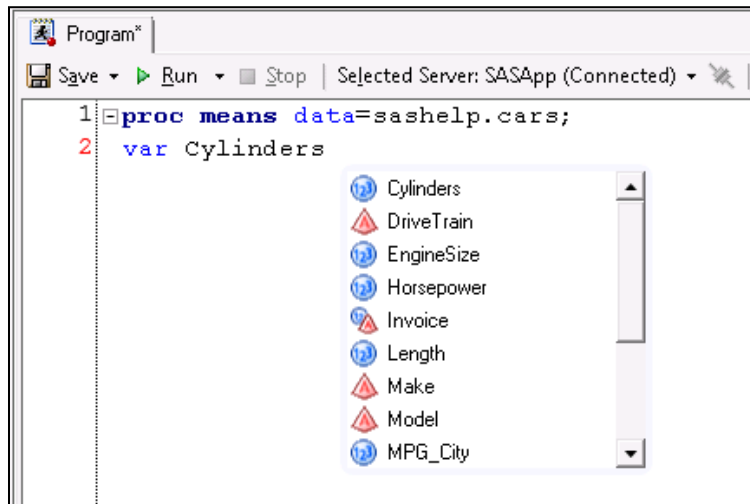 Program*
Save Run Stop Selected Server: SASApp (Connected)
1 proc means data=sashelp.cars;
2 var Cylinders
Cylinders
DriveTrain
EngineSize
Horsepower
Invoice
Length
Make
Model
MPG_City